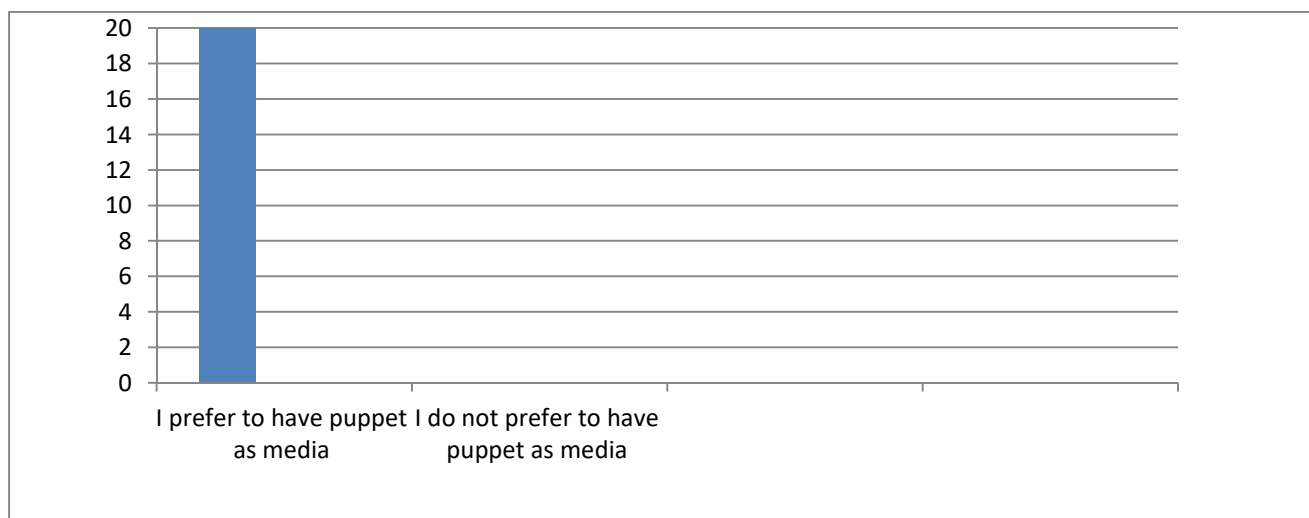 20
18
16
14
12
10
8
6
4
2
0
I prefer to have puppet
as media
I do not prefer to have
puppet as media